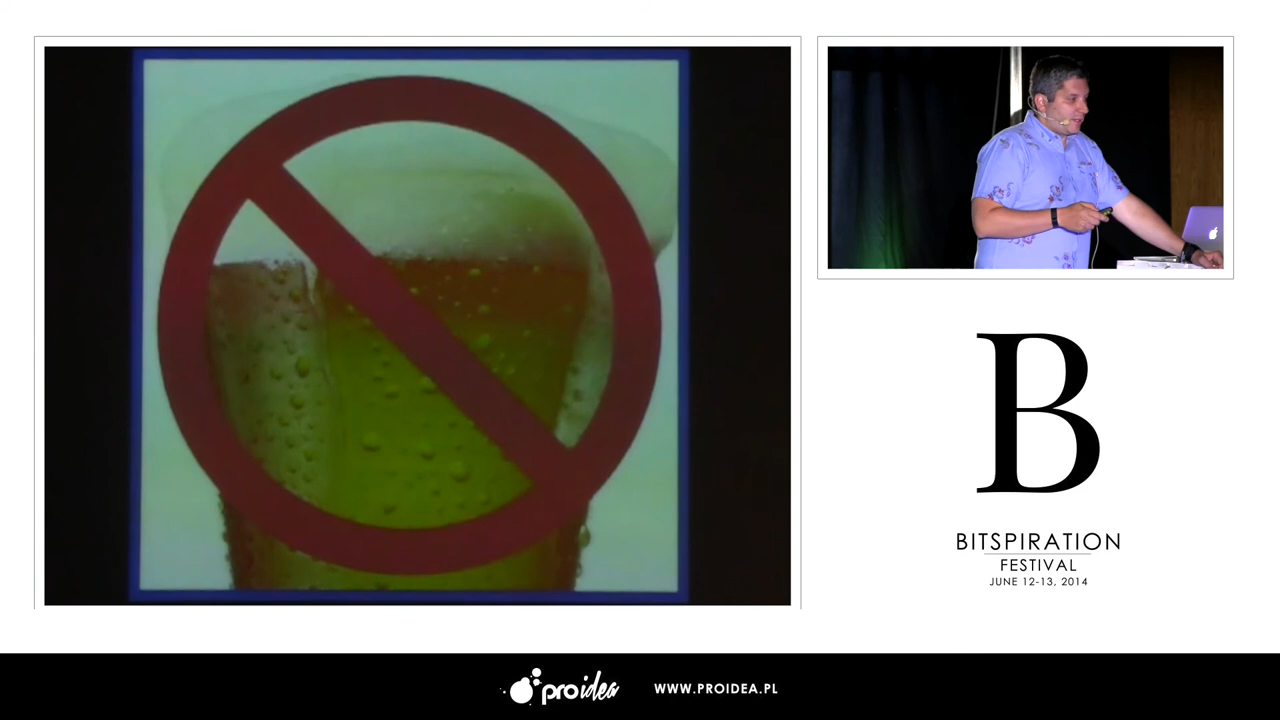 B
BITSPIRATION
FESTIVAL
JUNE 12-13, 2014
proidea
WWW.PROIDEA.PL